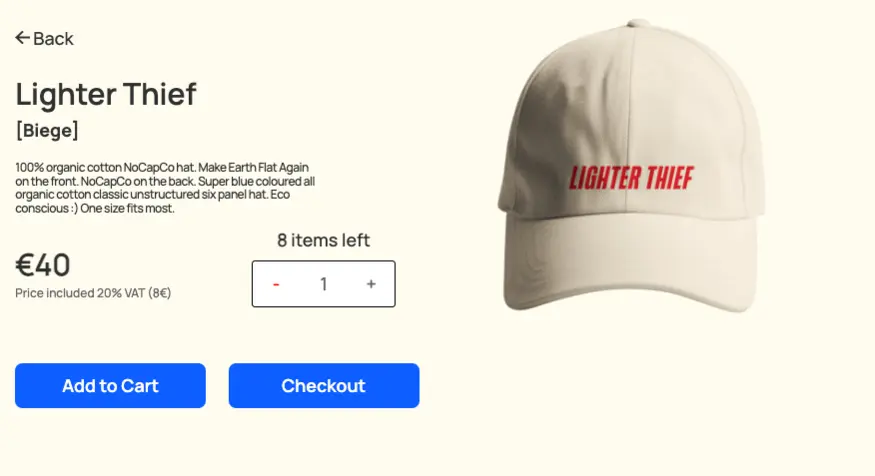 ← Back
Lighter Thief
[Biege]
100% organic cotton NoCapCo hat. Make Earth Flat Again
on the front. NoCapCo on the back. Super blue coloured all
organic cotton classic unstructured six panel hat. Eco
conscious :) One size fits most.
8 items left
€40
- 1 +
Price included 20% VAT (8€)
Add to Cart
Checkout
LIGHTER THIEF